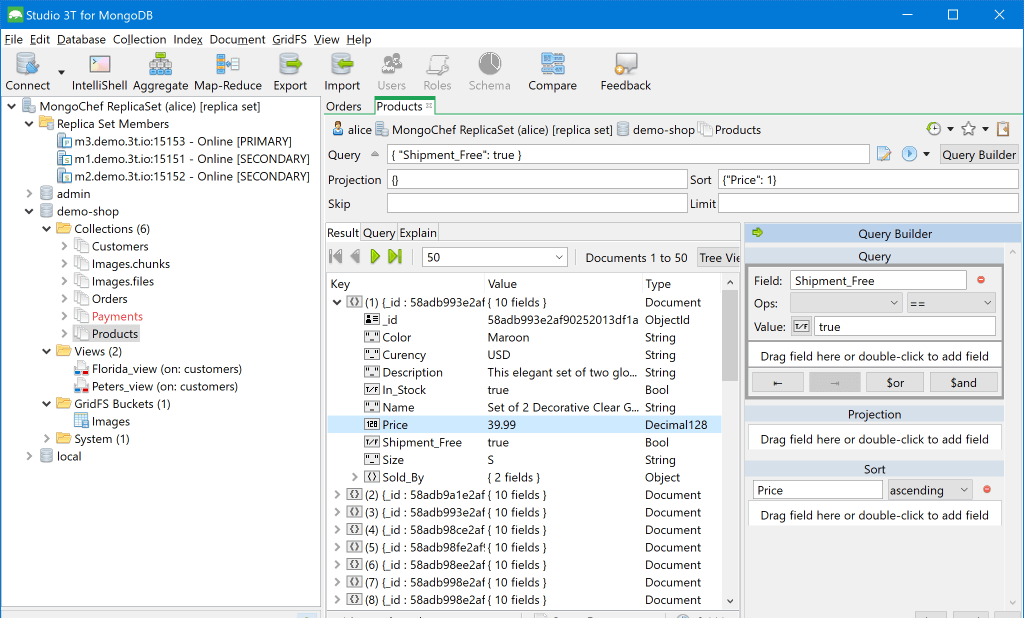 Studio 3T for MongoDB
File Edit Database Collection Index Document GridFS View Help
Connect IntelliShell Aggregate Map-Reduce Export Import Users Roles Schema Compare Feedback
MongoChef ReplicaSet (alice) [replica set]
Replica Set Members
m3.demo.3t.io:15153 - Online [PRIMARY]
m1.demo.3t.io:15151 - Online [SECONDARY]
m2.demo.3t.io:15152 - Online [SECONDARY]
admin
demo-shop
Collections (6)
Customers
Images.chunks
Images.files
Orders
Payments
Products
Views (2)
Florida_view (on: customers)
Peters_view (on: customers)
GridFS Buckets (1)
Images
System (1)
local
Orders Products
alice MongoChef ReplicaSet (alice) [replica set] demo-shop Products
Query { "Shipment_Free": true } Query Builder
Projection {} Sort {"Price": 1}
Skip Limit
Result Query Explain
50 Documents 1 to 50 Tree Vie
Key Value Type
(1) {_id : 58adb993e2af { 10 fields } Document
_id 58adb993e2af90252013df1a ObjectId
Color Maroon String
Curency USD String
Description This elegant set of two glo... String
T/F In_Stock true Bool
Name Set of 2 Decorative Clear G... String
123 Price 39.99 Decimal128
T/F Shipment_Free true Bool
Size S String
Sold_By { 2 fields } Object
(2) {_id : 58adb9a1e2af { 10 fields } Document
(3) {_id : 58adb993e2af { 10 fields } Document
(4) {_id : 58adb98ce2af { 10 fields } Document
(5) {_id : 58adb98fe2af { 10 fields } Document
(6) {_id : 58adb998e2af { 10 fields } Document
(7) {_id : 58adb993e2af { 10 fields } Document
(8) {_id : 58adb998e2af { 10 fields } Document
Query Builder
Query
Field: Shipment_Free
Ops: ==
Value: T/F true
Drag field here or double-click to add field
$or $and
Projection
Drag field here or double-click to add field
Sort
Price ascending
Drag field here or double-click to add field